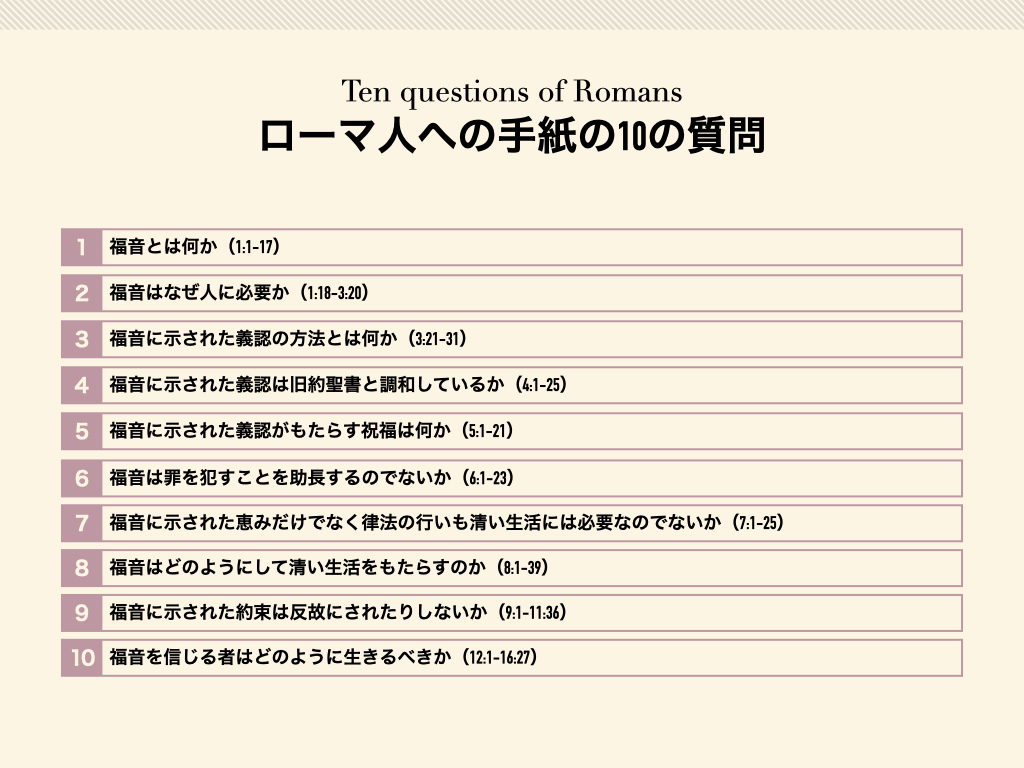 Ten questions of Romans
ローマ人への手紙の10の質問
1 福音とは何か（1:1-17）
2 福音はなぜ人に必要か（1:18-3:20）
3 福音に示された義認の方法とは何か（3:21-31）
4 福音に示された義認は旧約聖書と調和しているか（4:1-25）
5 福音に示された義認がもたらす祝福は何か（5:1-21）
6 福音は罪を犯すことを助長するのでないか（6:1-23）
7 福音に示された恵みだけでなく律法の行いも清い生活には必要なのでないか（7:1-25）
8 福音はどのようにして清い生活をもたらすのか（8:1-39）
9 福音に示された約束は反故にされたりしないか（9:1-11:36）
10 福音を信じる者はどのように生きるべきか（12:1-16:27）